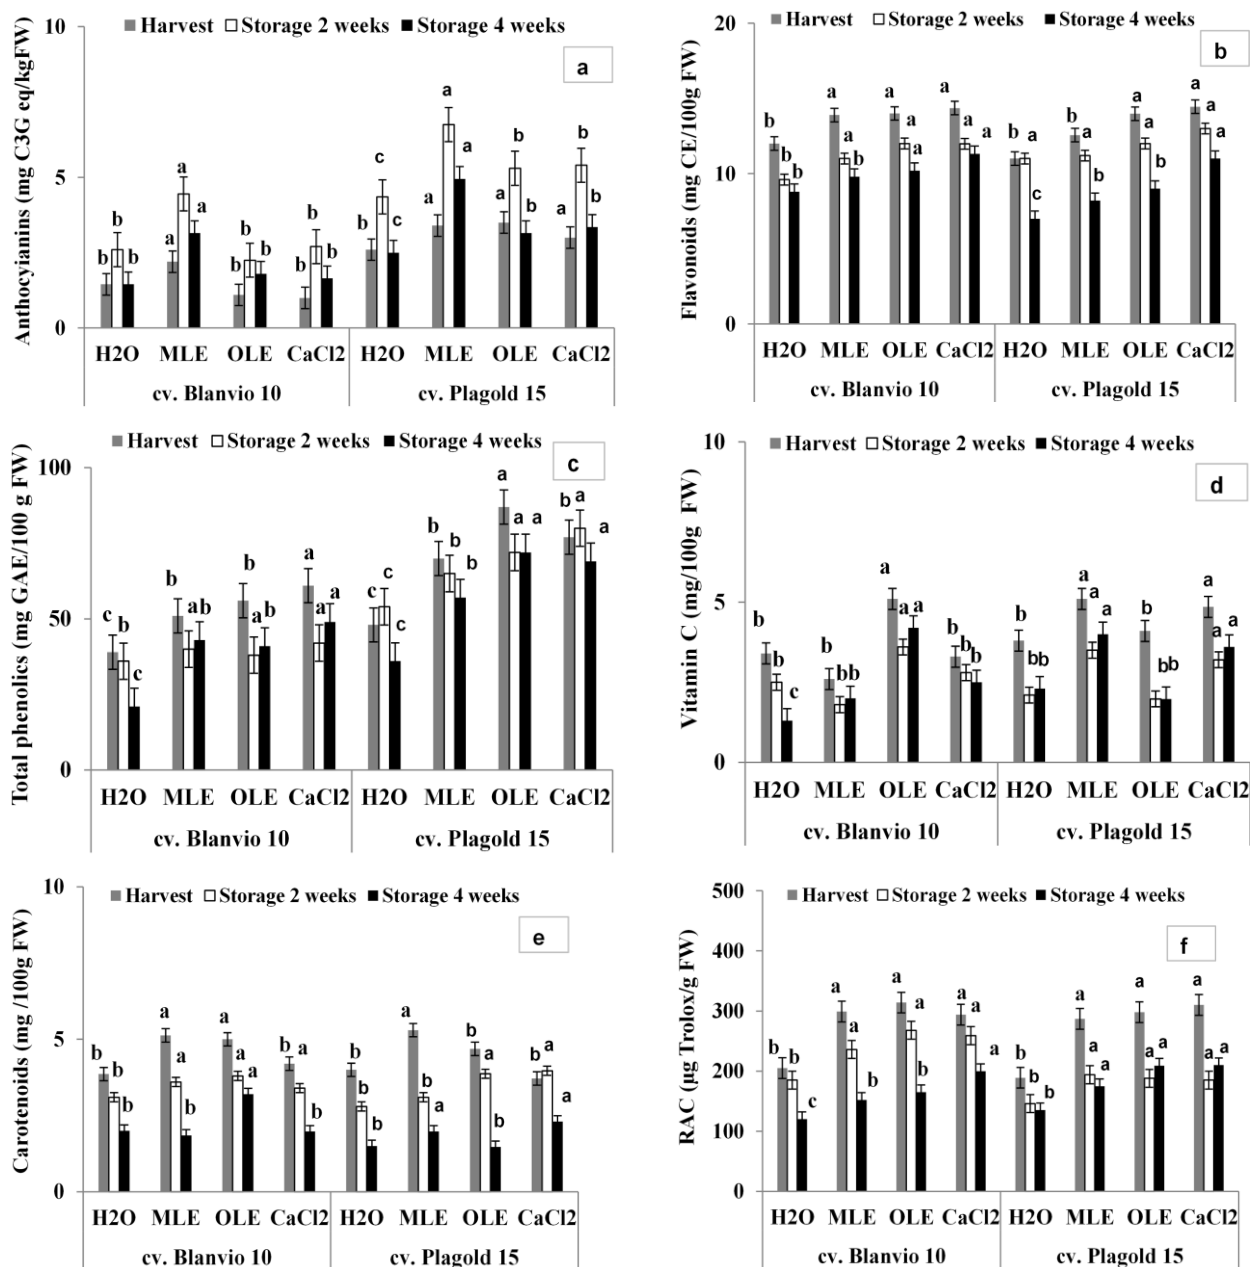 Harvest Storage 2 weeks Storage 4 weeks
a
Anthocyianins (mg C3G eq/kgFW)
10
5
0
b b b
a a a
b b b
b b b
b c c
a a a
a b b
a b b
H2O MLE OLE CaCl2 H2O MLE OLE CaCl2
cv. Blanvio 10 cv. Plagold 15
Harvest Storage 2 weeks Storage 4 weeks
b
Flavonoids (mg CE/100g FW)
20
10
0
b b b
a a b
a a a
a a a
b a c
b a b
a a b
a a a
H2O MLE OLE CaCl2 H2O MLE OLE CaCl2
cv. Blanvio 10 cv. Plagold 15
Harvest Storage 2 weeks Storage 4 weeks
c
Total phenolics (mg GAE/100 g FW)
100
50
0
c b c
b a b
b a b
a a a
c c c
b b b
a a a
b a a
H2O MLE OLE CaCl2 H2O MLE OLE CaCl2
cv. Blanvio 10 cv. Plagold 15
Harvest Storage 2 weeks Storage 4 weeks
d
Vitamin C (mg/100g FW)
10
5
0
b b c
b b b
a a a
b b b
b b b
a a a
b b b
a a a
H2O MLE OLE CaCl2 H2O MLE OLE CaCl2
cv. Blanvio 10 cv. Plagold 15
Harvest Storage 2 weeks Storage 4 weeks
e
Carotenoids (mg /100g FW)
10
5
0
b b b
a a b
a a a
b a b
b b b
a b a
b a b
b a a
H2O MLE OLE CaCl2 H2O MLE OLE CaCl2
cv. Blanvio 10 cv. Plagold 15
Harvest Storage 2 weeks Storage 4 weeks
f
RAC (µg Trolox/g FW)
500
400
300
200
100
0
b b c
a a b
a a b
a a a
b b b
a a a
a a a
a a a
H2O MLE OLE CaCl2 H2O MLE OLE CaCl2
cv. Blanvio 10 cv. Plagold 15